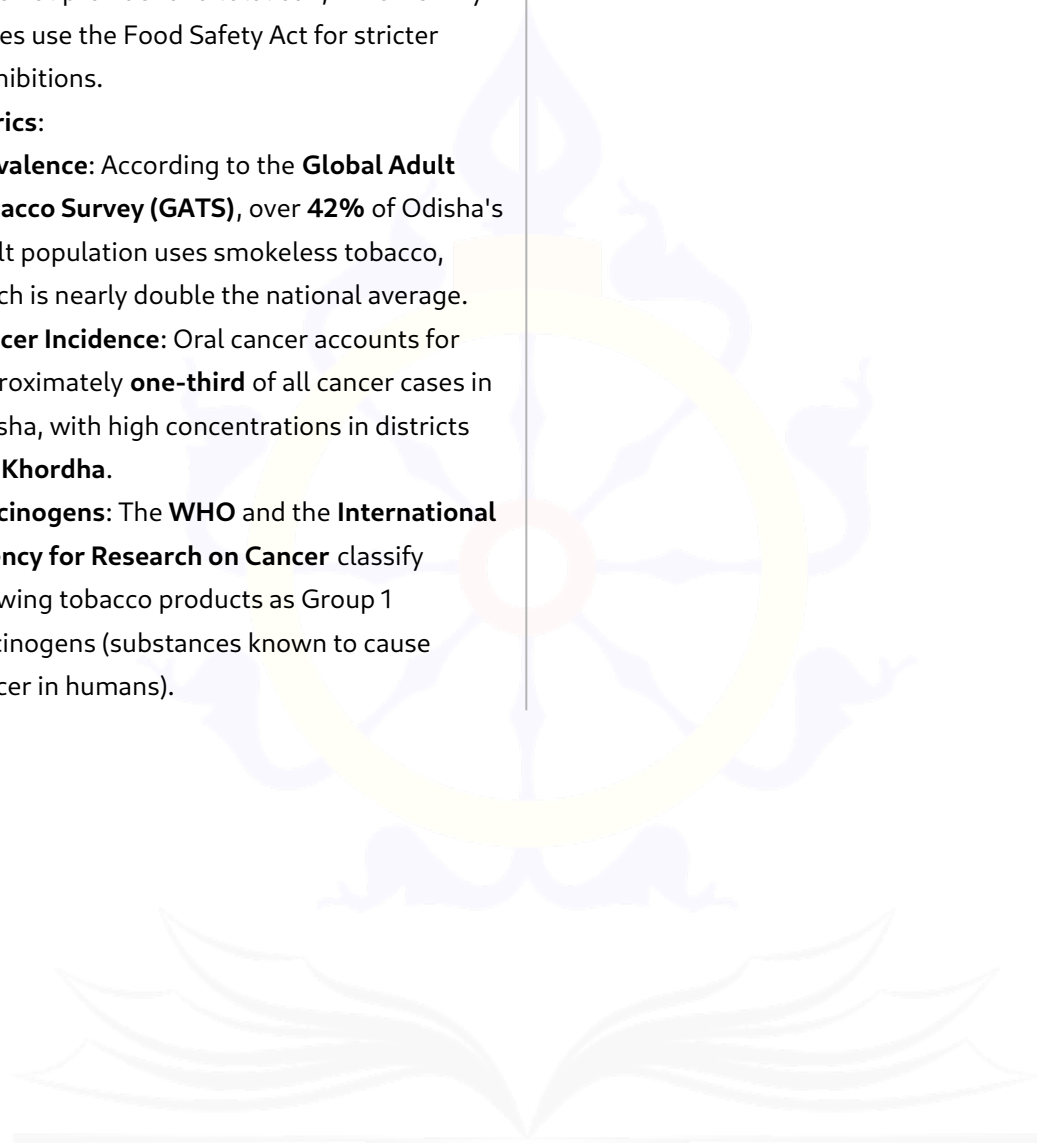 es use the Food Safety Act for stricter
hibitions.
rics:
valence: According to the Global Adult
acco Survey (GATS), over 42% of Odisha's
lt population uses smokeless tobacco,
ch is nearly double the national average.
cer Incidence: Oral cancer accounts for
roximately one-third of all cancer cases in
sha, with high concentrations in districts
Khordha.
cinogens: The WHO and the International
ncy for Research on Cancer classify
wing tobacco products as Group 1
cinogens (substances known to cause
cer in humans).